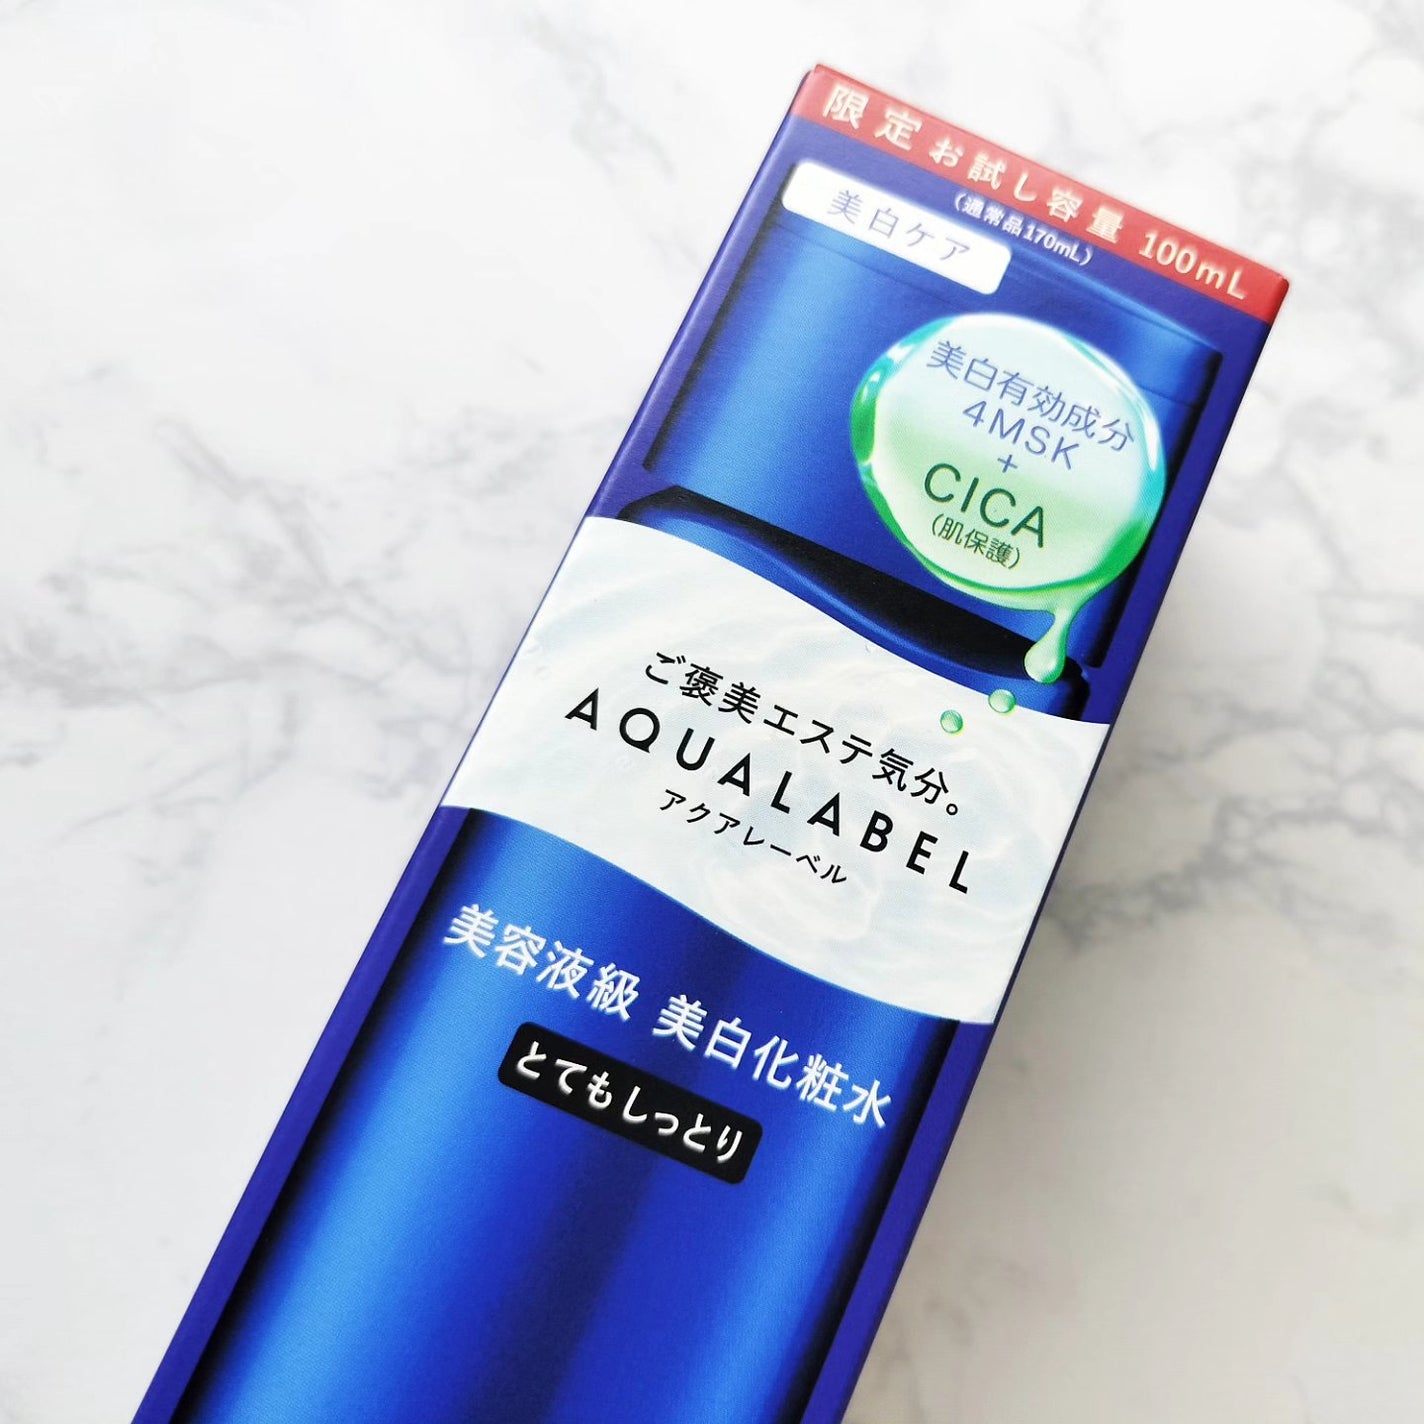 限定お試し容量 100mL
(通常品170mL)
美白ケア
美白有効成分
4MSK
+
CICA
(肌保護)
ご褒美エステ気分。
AQUALABEL
アクアレーベル
美容液級 美白化粧水
とてもしっとり